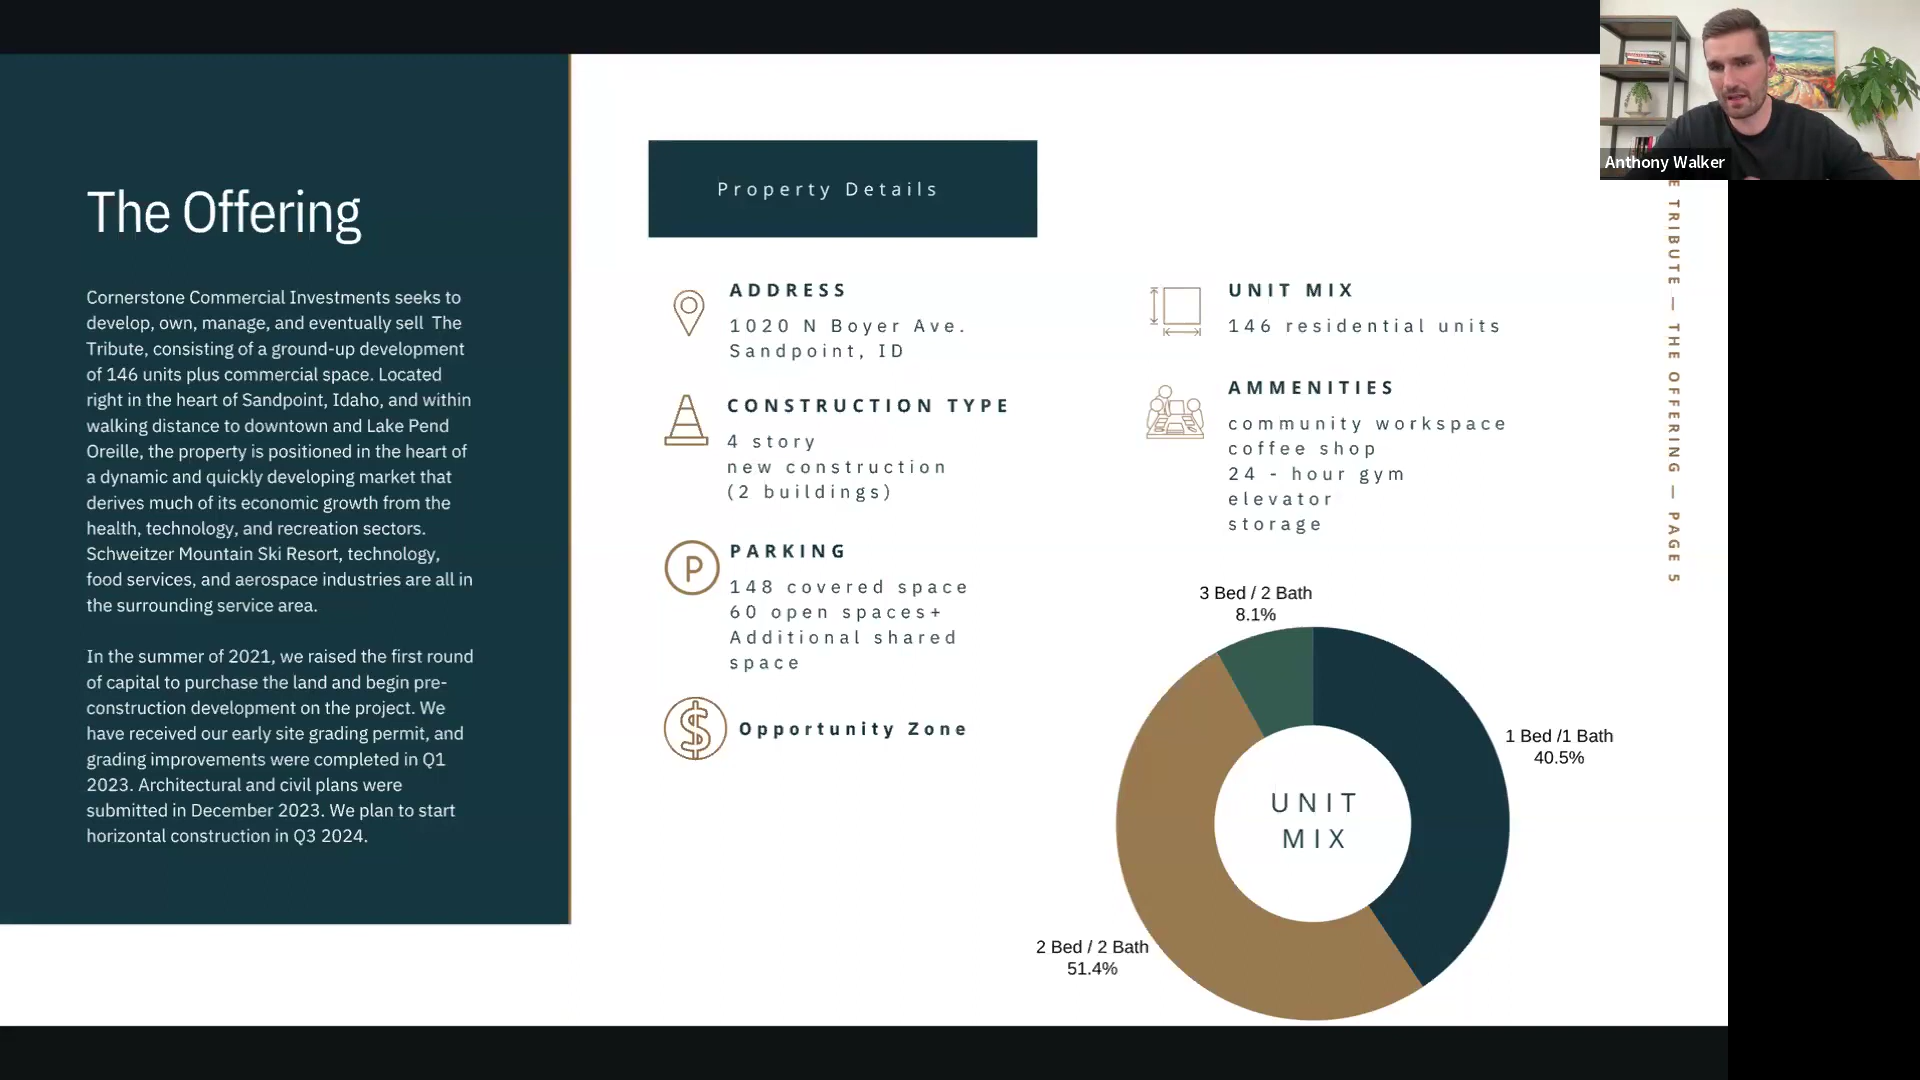 The Offering
Cornerstone Commercial Investments seeks to
develop, own, manage, and eventually sell The
Tribute, consisting of a ground-up development
of 146 units plus commercial space. Located
right in the heart of Sandpoint, Idaho, and within
walking distance to downtown and Lake Pend
Oreille, the property is positioned in the heart of
a dynamic and quickly developing market that
derives much of its economic growth from the
health, technology, and recreation sectors.
Schweitzer Mountain Ski Resort, technology,
food services, and aerospace industries are all in
the surrounding service area.
In the summer of 2021, we raised the first round
of capital to purchase the land and begin pre-
construction development on the project. We
have received our early site grading permit, and
grading improvements were completed in Q1
2023. Architectural and civil plans were
submitted in December 2023. We plan to start
horizontal construction in Q3 2024.
Property Details
ADDRESS
1020 N Boyer Ave.
Sandpoint, ID
CONSTRUCTION TYPE
4 story
new construction
(2 buildings)
P
PARKING
148 covered space
60 open spaces+
Additional shared
space
$
Opportunity Zone
UNIT MIX
146 residential units
AMMENITIES
community workspace
coffee shop
24 - hour gym
elevator
storage
3 Bed / 2 Bath
8.1%
1 Bed /1 Bath
40.5%
UNIT
MIX
2 Bed / 2 Bath
51.4%
E TRIBUTE — THE OFFERING — PAGE 5
Anthony Walker